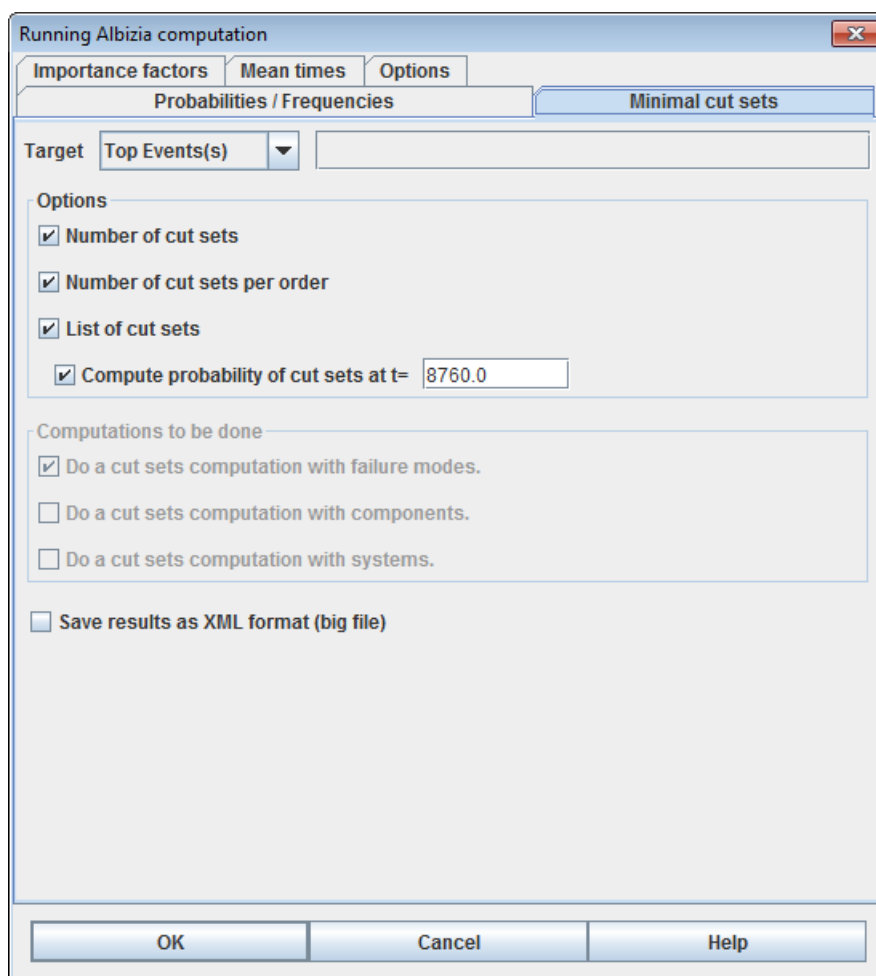 Running Albizia computation
Importance factors Mean times Options
Probabilities / Frequencies Minimal cut sets
Target Top Events(s)
Options
Number of cut sets
Number of cut sets per order
List of cut sets
Compute probability of cut sets at t= 8760.0
Computations to be done
Do a cut sets computation with failure modes.
Do a cut sets computation with components.
Do a cut sets computation with systems.
Save results as XML format (big file)
OK Cancel Help